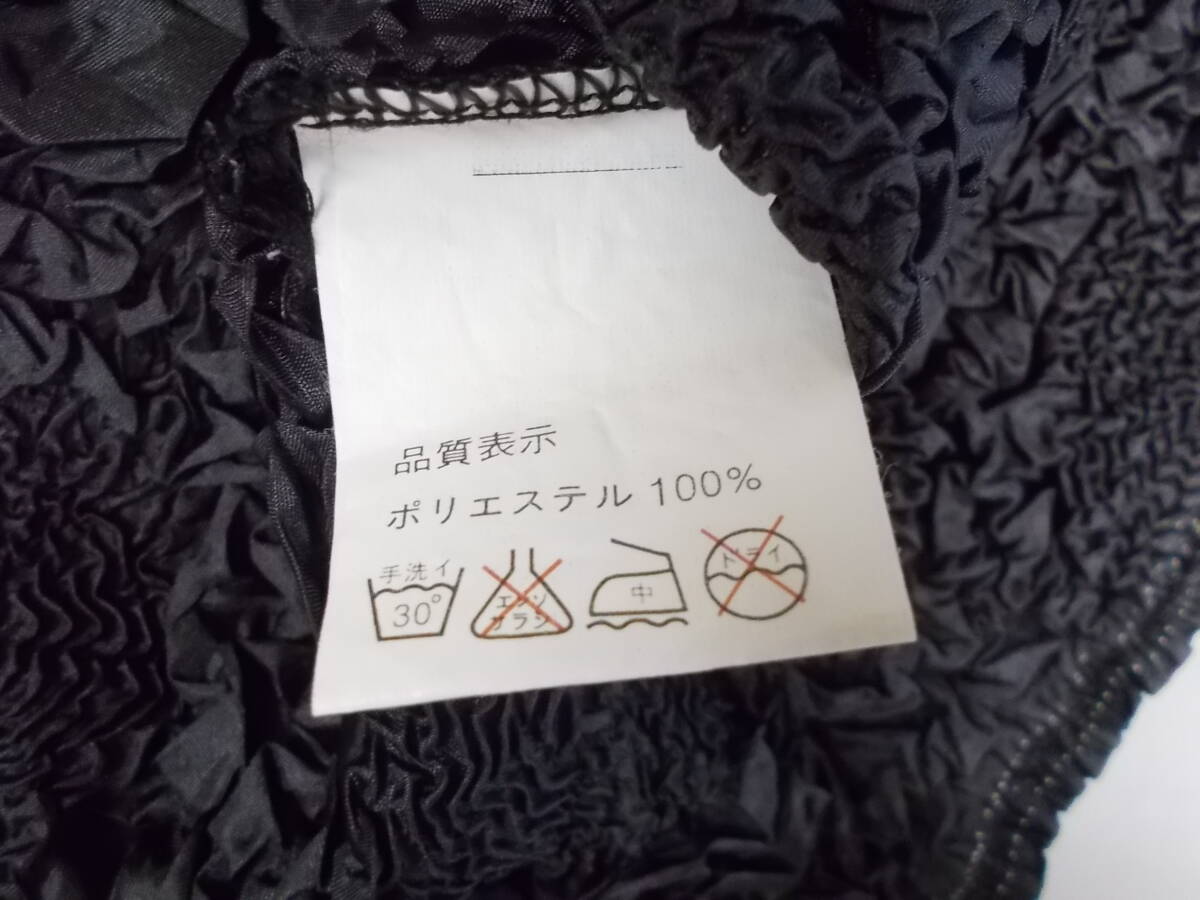 品質表示
ポリエステル 100%
手洗イ
30°
エンソ
サラシ
中
ドライ